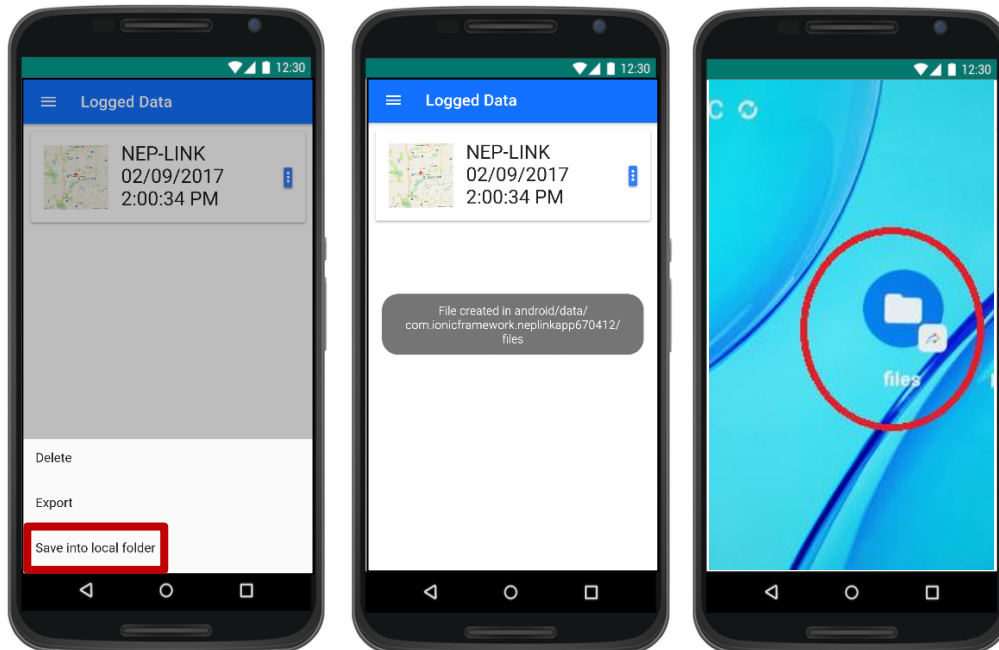 12:30
Logged Data
NEP-LINK
02/09/2017
2:00:34 PM
Delete
Export
Save into local folder
12:30
Logged Data
NEP-LINK
02/09/2017
2:00:34 PM
File created in android/data/
com.ionicframework.neplinkapp670412/
files
12:30
C
files